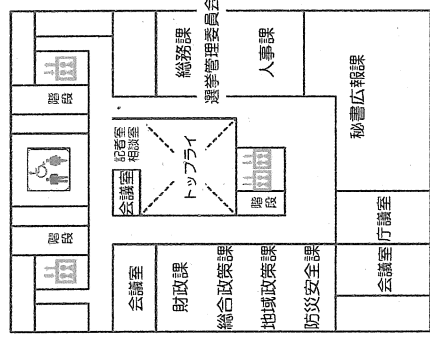 総務課
選挙管理委員会
人事課
階段
記者室
相談室
会議室
トップライ
階段
秘書広報課
階段
会議室
財政課
総合政策課
地域政策課
防災安全課
会議室
庁議室